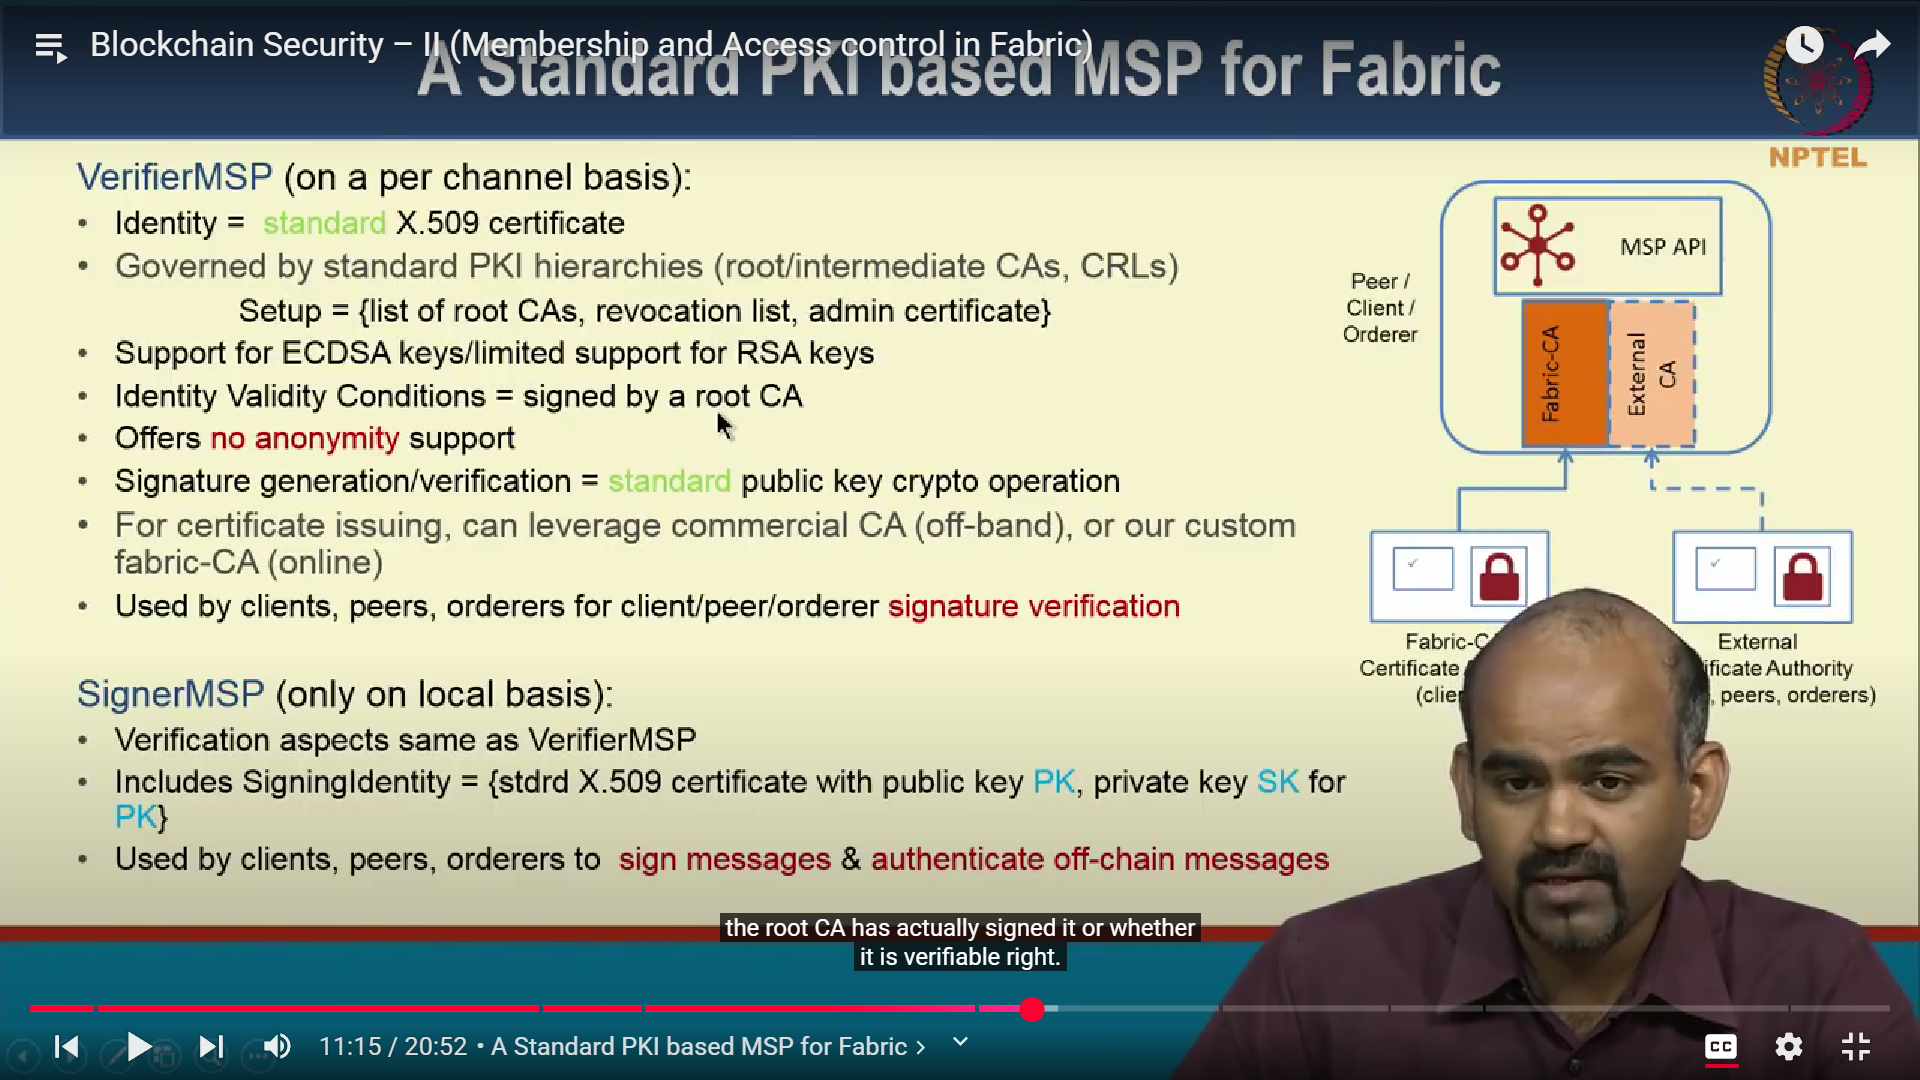 Blockchain Security – II (Membership and Access control in Fabric)
A Standard PKI based MSP for Fabric
NPTEL
VerifierMSP (on a per channel basis):
• Identity = standard X.509 certificate
• Governed by standard PKI hierarchies (root/intermediate CAs, CRLs)
Setup = {list of root CAs, revocation list, admin certificate}
• Support for ECDSA keys/limited support for RSA keys
• Identity Validity Conditions = signed by a root CA
• Offers no anonymity support
• Signature generation/verification = standard public key crypto operation
• For certificate issuing, can leverage commercial CA (off-band), or our custom
fabric-CA (online)
• Used by clients, peers, orderers for client/peer/orderer signature verification
SignerMSP (only on local basis):
• Verification aspects same as VerifierMSP
• Includes SigningIdentity = {stdrd X.509 certificate with public key PK, private key SK for
PK}
• Used by clients, peers, orderers to sign messages & authenticate off-chain messages
MSP API
Peer /
Client /
Orderer
Fabric-CA
External
CA
Fabric-C
Certificate
(clie
External
ificate Authority
, peers, orderers)
the root CA has actually signed it or whether
it is verifiable right.
11:15 / 20:52 • A Standard PKI based MSP for Fabric >
CC